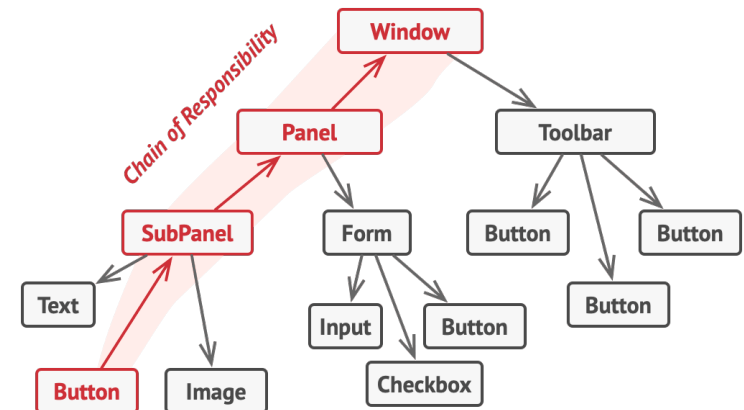 Window
Chain of Responsibility
Panel
Toolbar
SubPanel
Form
Button
Button
Text
Input
Button
Button
Button
Image
Checkbox